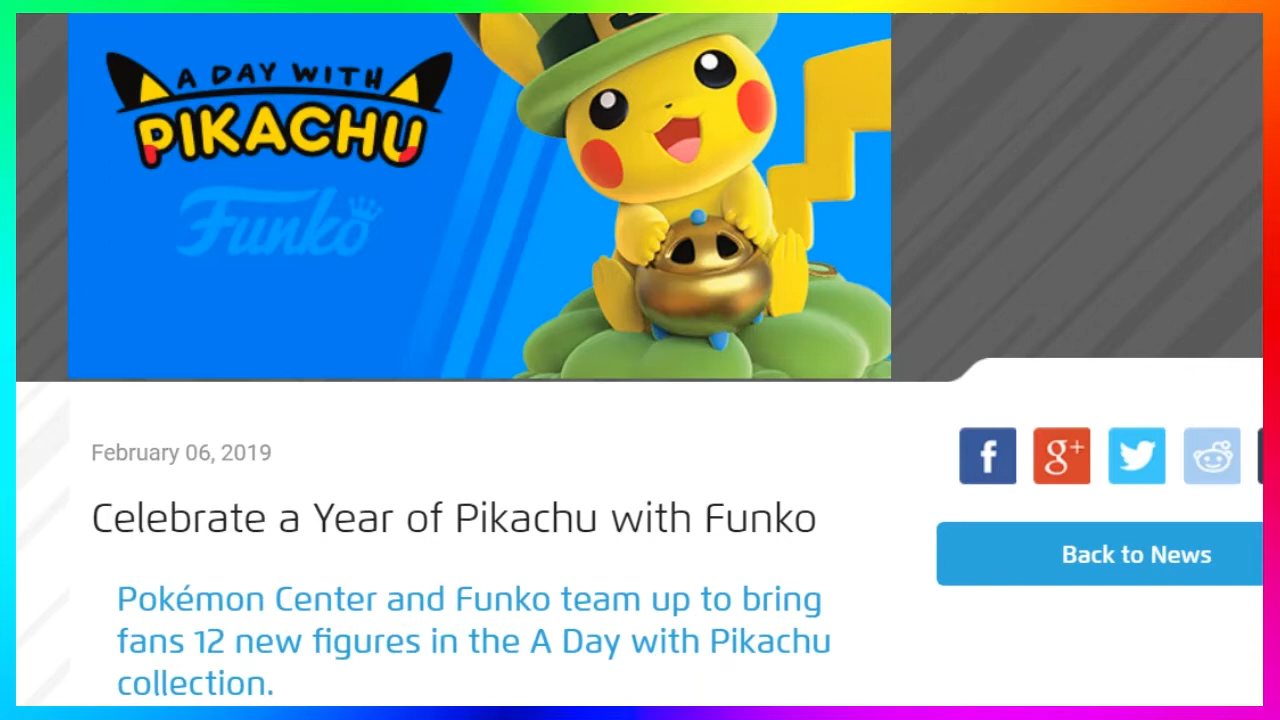 A DAY WITH
PIKACHU
Funko
February 06, 2019
f
g+
Celebrate a Year of Pikachu with Funko
Back to News
Pokémon Center and Funko team up to bring
fans 12 new figures in the A Day with Pikachu
collection.